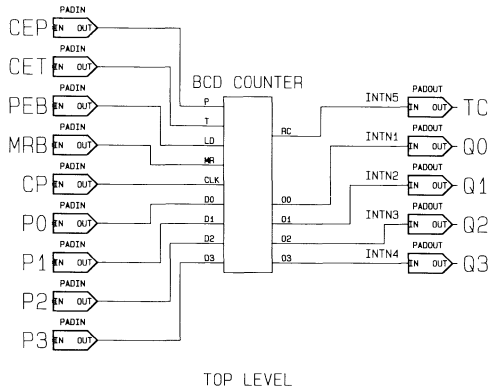 PADIN
CEP IN OUT
PADIN
CET IN OUT
PADIN
PEB IN OUT
PADIN
MRB IN OUT
PADIN
CP IN OUT
PADIN
P0 IN OUT
PADIN
P1 IN OUT
PADIN
P2 IN OUT
PADIN
P3 IN OUT
BCD COUNTER
P
T
LD
MR
CLK
D0
D1
D2
D3
RC
O0
O1
O2
O3
INTN5
INTN1
INTN2
INTN3
INTN4
PADOUT
IN OUT TC
PADOUT
IN OUT Q0
PADOUT
IN OUT Q1
PADOUT
IN OUT Q2
PADOUT
IN OUT Q3
TOP LEVEL